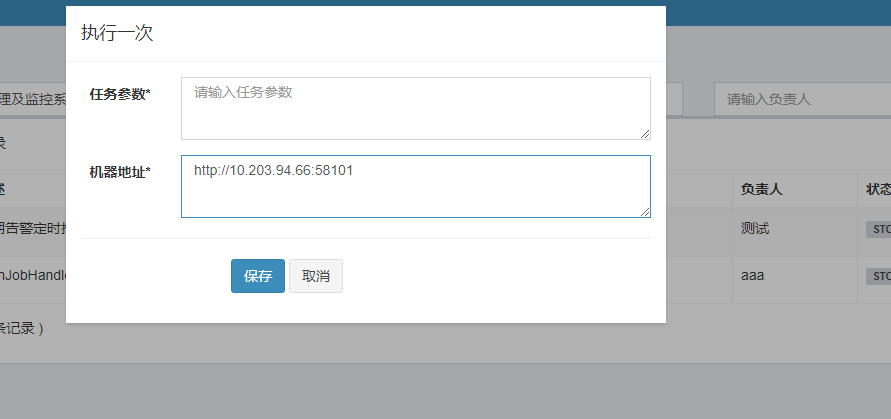 执行一次
任务参数*
请输入任务参数
理及监控系
请输入负责人
录
机器地址*
http://10.203.94.66:58101
述
负责人
状态
期告警定时推
测试
STO
nJobHandle
aaa
STO
保存
取消
条记录 )